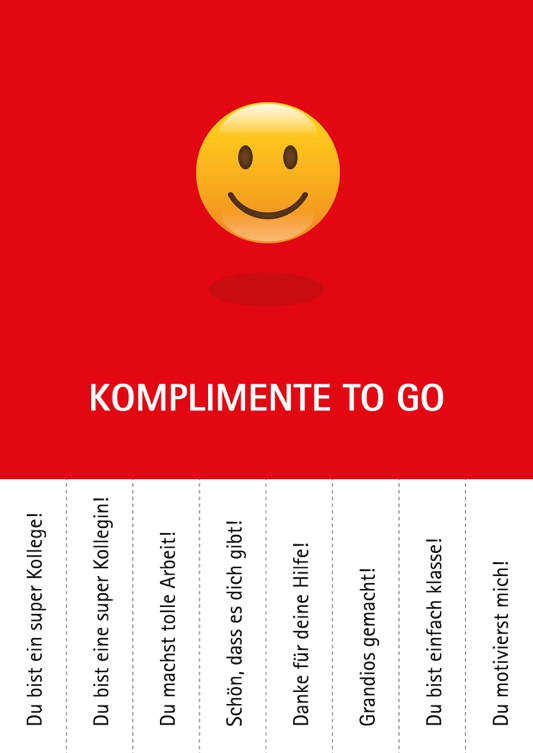 KOMPLIMENTE TO GO
Du bist ein super Kollege!
Du bist eine super Kollegin!
Du machst tolle Arbeit!
Schön, dass es dich gibt!
Danke für deine Hilfe!
Grandios gemacht!
Du bist einfach klasse!
Du motivierst mich!